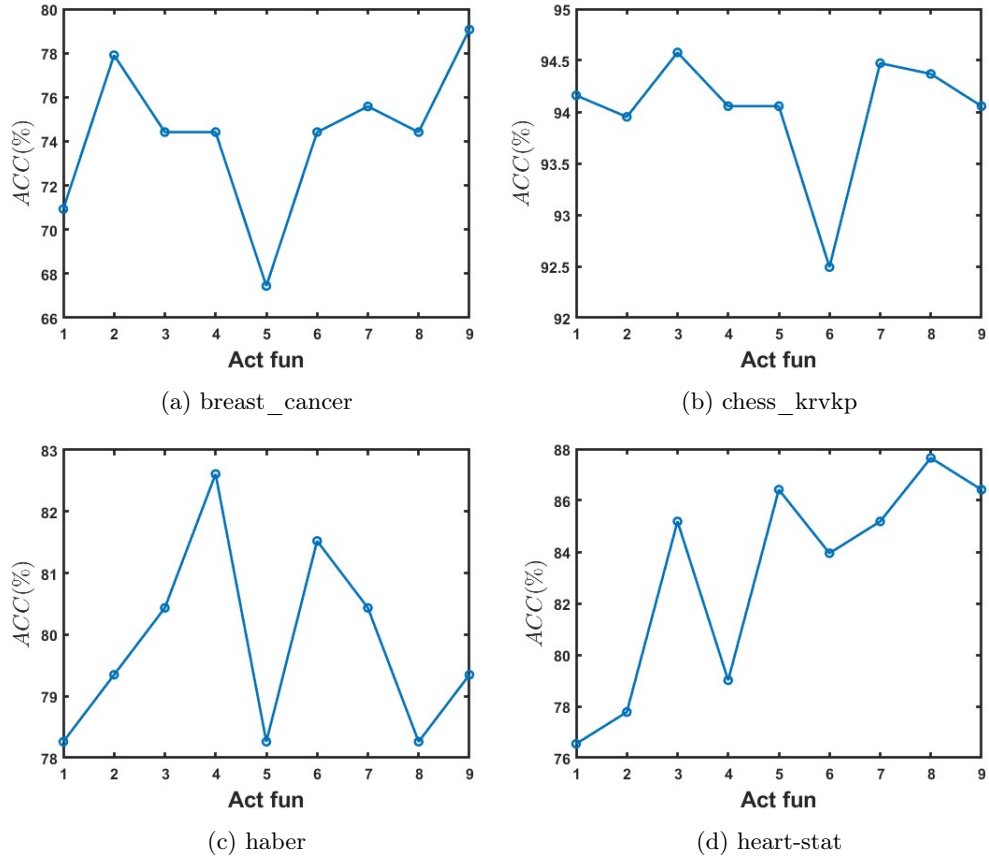 80
78
76
74
72
70
68
66
ACC(%)
1 2 3 4 5 6 7 8 9
Act fun
(a) breast_cancer
95
94.5
94
93.5
93
92.5
92
ACC(%)
1 2 3 4 5 6 7 8 9
Act fun
(b) chess_krvkp
83
82
81
80
79
78
ACC(%)
1 2 3 4 5 6 7 8 9
Act fun
(c) haber
88
86
84
82
80
78
76
ACC(%)
1 2 3 4 5 6 7 8 9
Act fun
(d) heart-stat